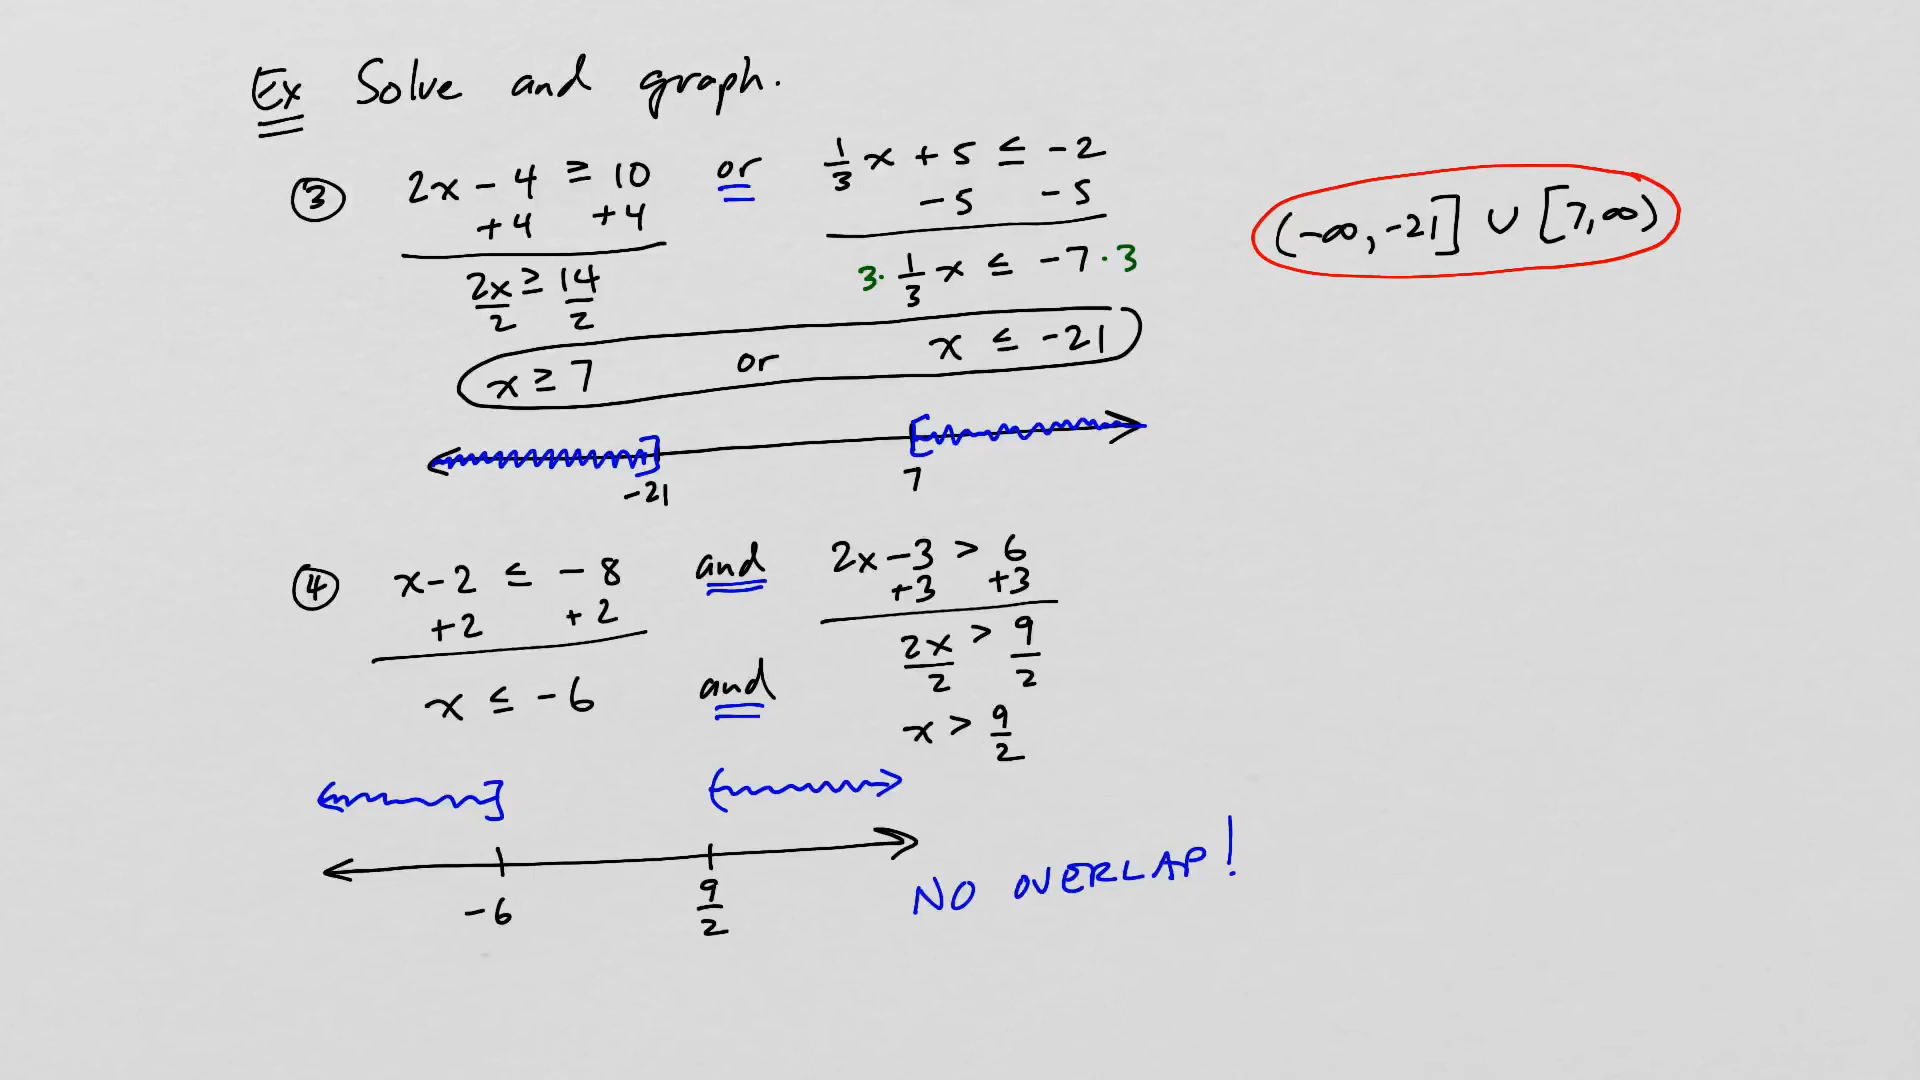 Ex Solve and graph.
③ 2x - 4 ≥ 10 or 1/3 x + 5 ≤ -2
+4 +4 -5 -5
2x/2 ≥ 14/2 3· 1/3 x ≤ -7 ·3
x ≥ 7 or x ≤ -21
(-∞, -21] ∪ [7, ∞)
-21 7
④ x - 2 ≤ -8 and 2x - 3 > 6
+2 +2 +3 +3
2x/2 > 9/2
x ≤ -6 and x > 9/2
-6 9/2
NO OVERLAP!